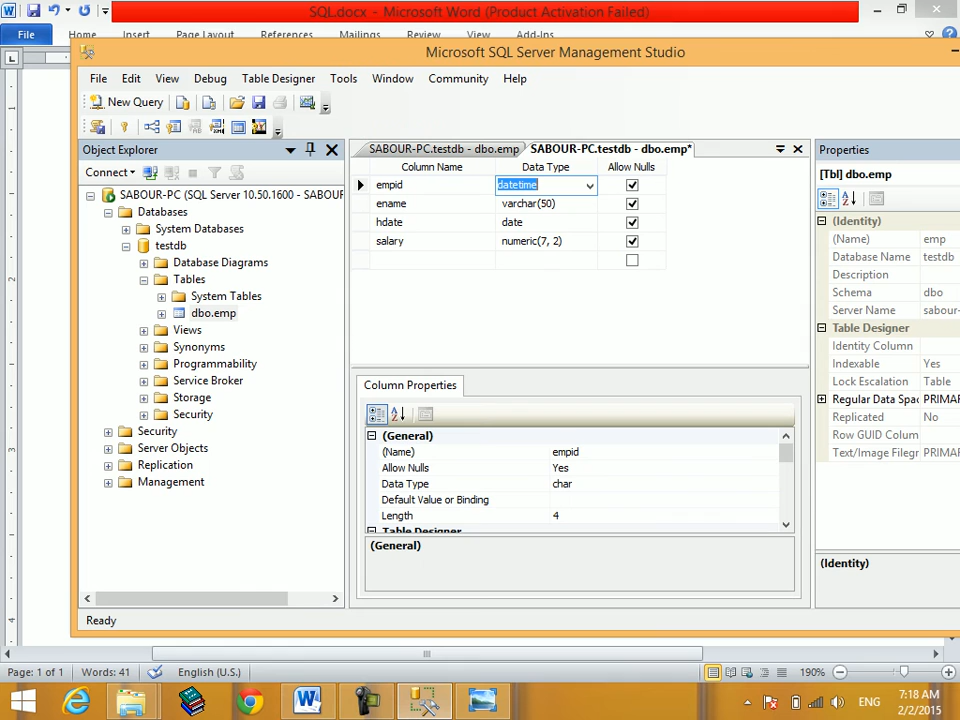 SQL.docx - Microsoft Word (Product Activation Failed)
File Home Insert Page Layout References Mailings Review View Add-Ins
Microsoft SQL Server Management Studio
File Edit View Debug Table Designer Tools Window Community Help
New Query
Object Explorer
Connect
SABOUR-PC (SQL Server 10.50.1600 - SABOUR
Databases
System Databases
testdb
Database Diagrams
Tables
System Tables
dbo.emp
Views
Synonyms
Programmability
Service Broker
Storage
Security
Security
Server Objects
Replication
Management
SABOUR-PC.testdb - dbo.emp SABOUR-PC.testdb - dbo.emp*
Column Name Data Type Allow Nulls
empid datetime
ename varchar(50)
hdate date
salary numeric(7, 2)
Column Properties
(General)
(Name) empid
Allow Nulls Yes
Data Type char
Default Value or Binding
Length 4
Table Designer
(General)
Properties
[Tbl] dbo.emp
(Identity)
(Name) emp
Database Name testdb
Description
Schema dbo
Server Name sabour-
Table Designer
Identity Column
Indexable Yes
Lock Escalation Table
Regular Data Spac PRIMAR
Replicated No
Row GUID Colum
Text/Image Filegr PRIMAR
(Identity)
Ready
Page: 1 of 1 Words: 41 English (U.S.) 190%
ENG
7:18 AM
2/2/2015